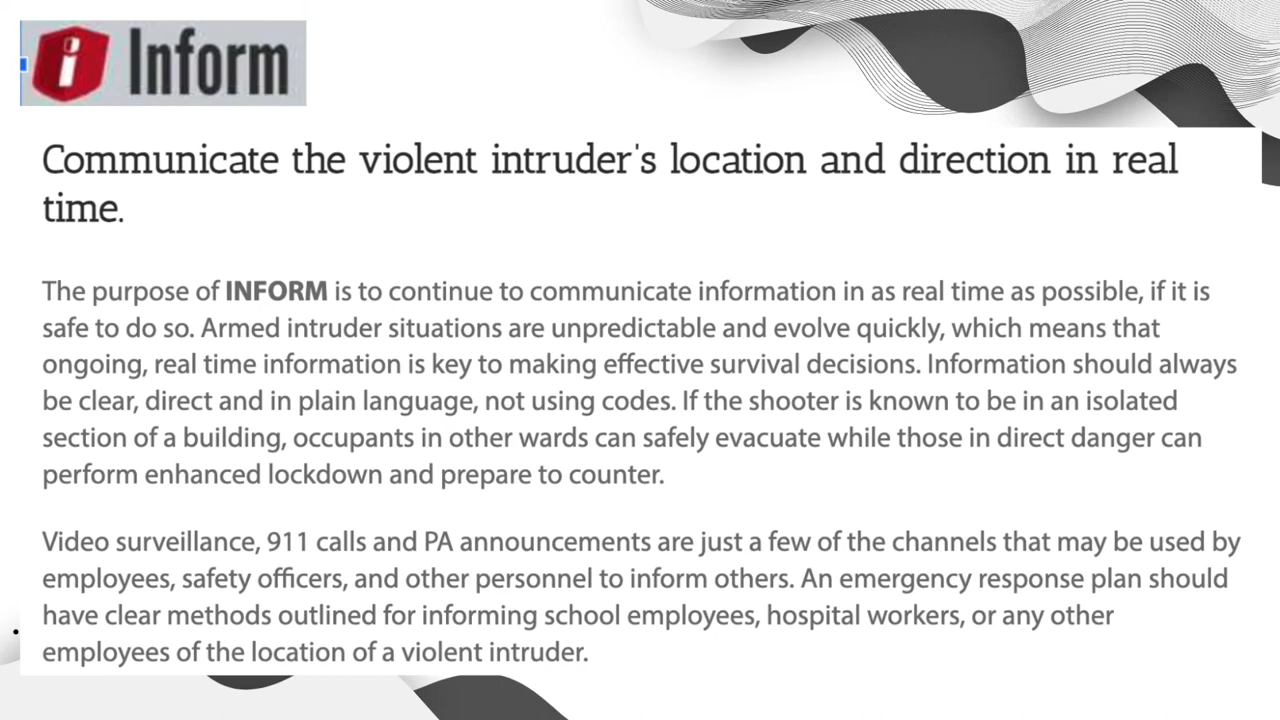 i Inform
Communicate the violent intruder's location and direction in real
time.
The purpose of INFORM is to continue to communicate information in as real time as possible, if it is
safe to do so. Armed intruder situations are unpredictable and evolve quickly, which means that
ongoing, real time information is key to making effective survival decisions. Information should always
be clear, direct and in plain language, not using codes. If the shooter is known to be in an isolated
section of a building, occupants in other wards can safely evacuate while those in direct danger can
perform enhanced lockdown and prepare to counter.
Video surveillance, 911 calls and PA announcements are just a few of the channels that may be used by
employees, safety officers, and other personnel to inform others. An emergency response plan should
have clear methods outlined for informing school employees, hospital workers, or any other
employees of the location of a violent intruder.